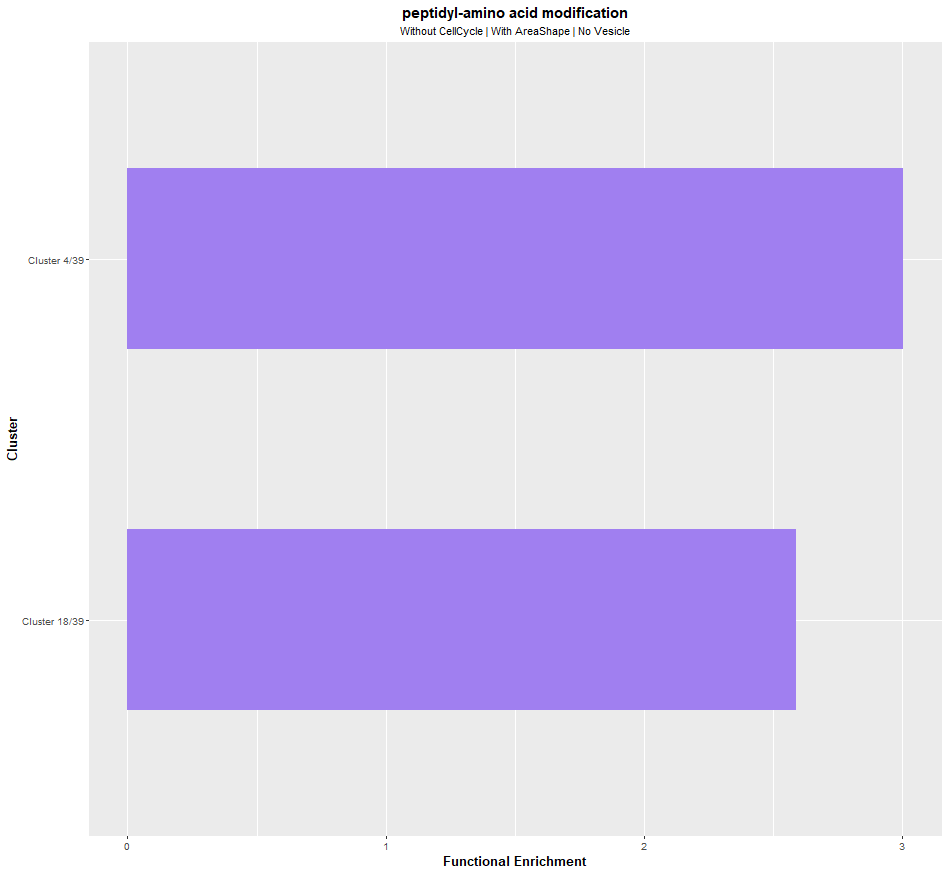 peptidyl-amino acid modification
Without CellCycle | With AreaShape | No Vesicle
Cluster
Cluster 4/39
Cluster 18/39
0 1 2 3
Functional Enrichment